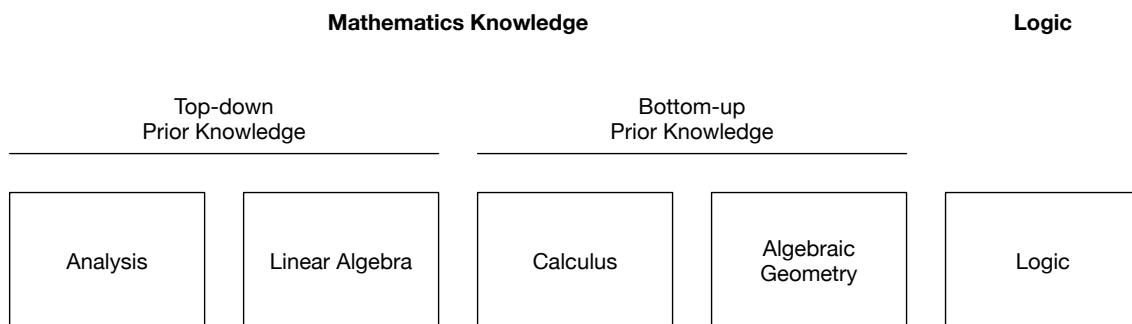 Mathematics Knowledge
Logic
Top-down
Prior Knowledge
Bottom-up
Prior Knowledge
Analysis
Linear Algebra
Calculus
Algebraic
Geometry
Logic